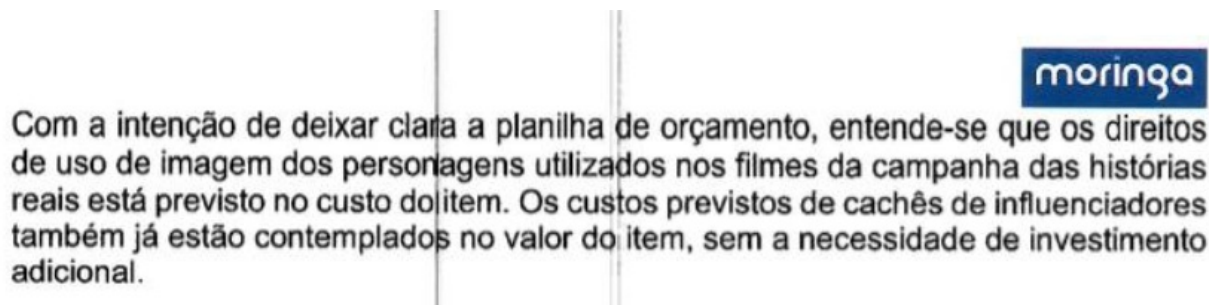 moringa
Com a intenção de deixar clara a planilha de orçamento, entende-se que os direitos
de uso de imagem dos personagens utilizados nos filmes da campanha das histórias
reais está previsto no custo do item. Os custos previstos de cachês de influenciadores
também já estão contemplados no valor do item, sem a necessidade de investimento
adicional.